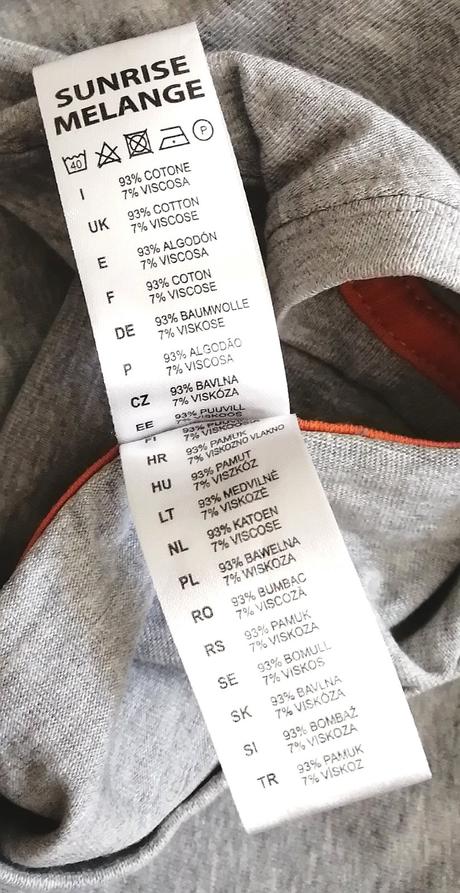 SUNRISE
MELANGE
40 P
I 93% COTONE
7% VISCOSA
UK 93% COTTON
7% VISCOSE
E 93% ALGODÓN
7% VISCOSA
F 93% COTON
7% VISCOSE
DE 93% BAUMWOLLE
7% VISKOSE
P 93% ALGODÃO
7% VISCOSA
CZ 93% BAVLNA
7% VISKÓZA
EE 93% PUUVILL
FI
HR 93% PAMUK
7% VISKOZNO VLAKNO
HU 93% PAMUT
7% VISZKÓZ
LT 93% MEDVILNĖ
7% VISKOZĖ
NL 93% KATOEN
7% VISCOSE
PL 93% BAWEŁNA
7% WISKOZA
RO 93% BUMBAC
7% VISCOZĂ
RS 93% PAMUK
7% VISKOZA
SE 93% BOMULL
7% VISKOS
SK 93% BAVLNA
7% VISKÓZA
SI 93% BOMBAŽ
7% VISKOZA
TR 93% PAMUK
7% VISKOZ